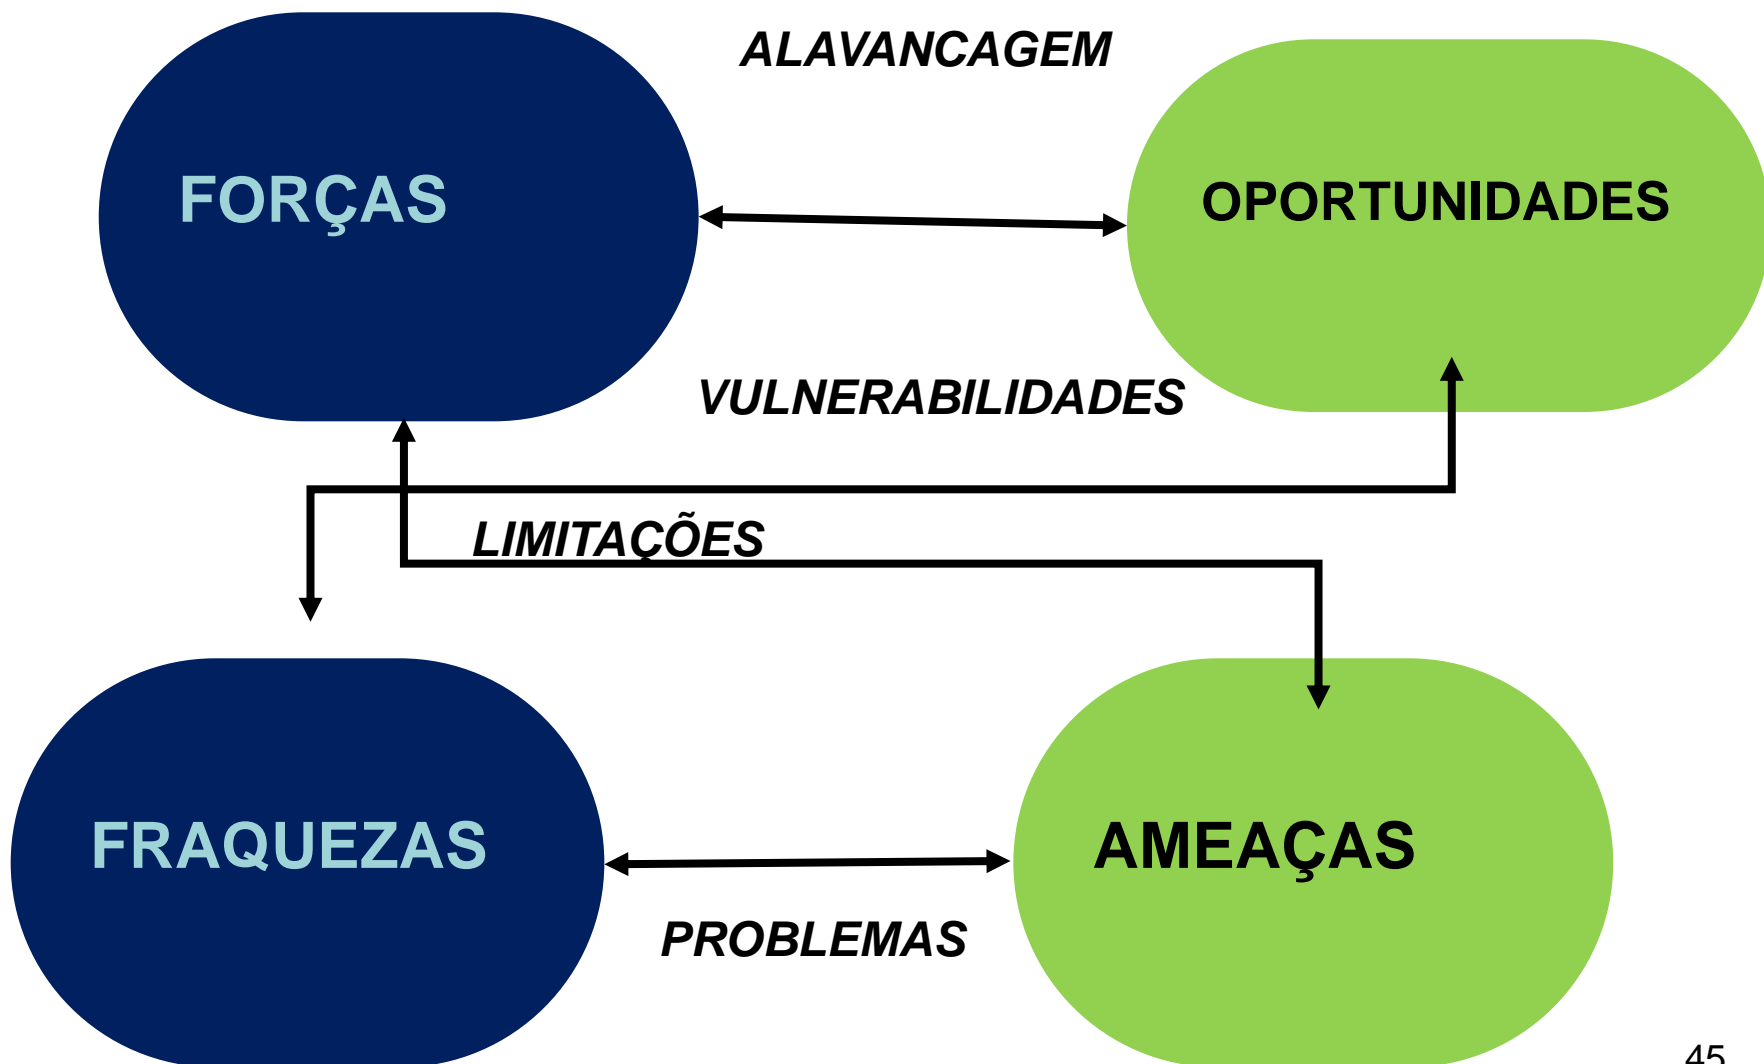 ALAVANCAGEM
FORÇAS
OPORTUNIDADES
VULNERABILIDADES
LIMITAÇÕES
FRAQUEZAS
AMEAÇAS
PROBLEMAS
45